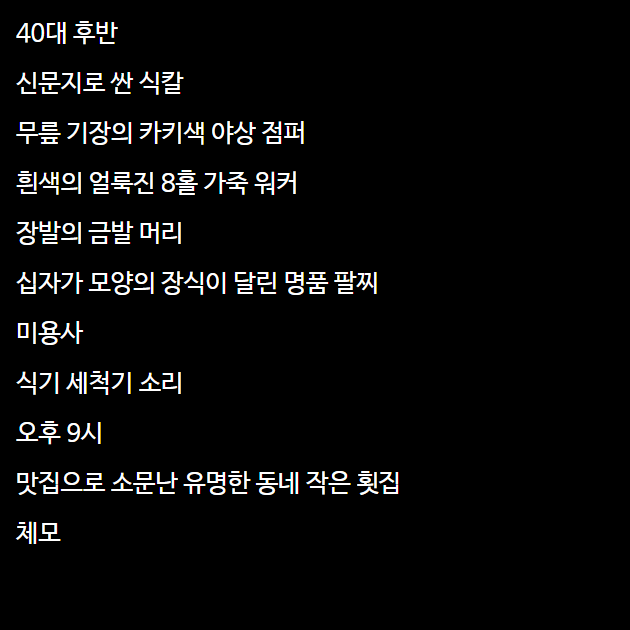 40대 후반
신문지로 싼 식칼
무릎 기장의 카키색 야상 점퍼
흰색의 얼룩진 8홀 가죽 워커
장발의 금발 머리
십자가 모양의 장식이 달린 명품 팔찌
미용사
식기 세척기 소리
오후 9시
맛집으로 소문난 유명한 동네 작은 횟집
체모